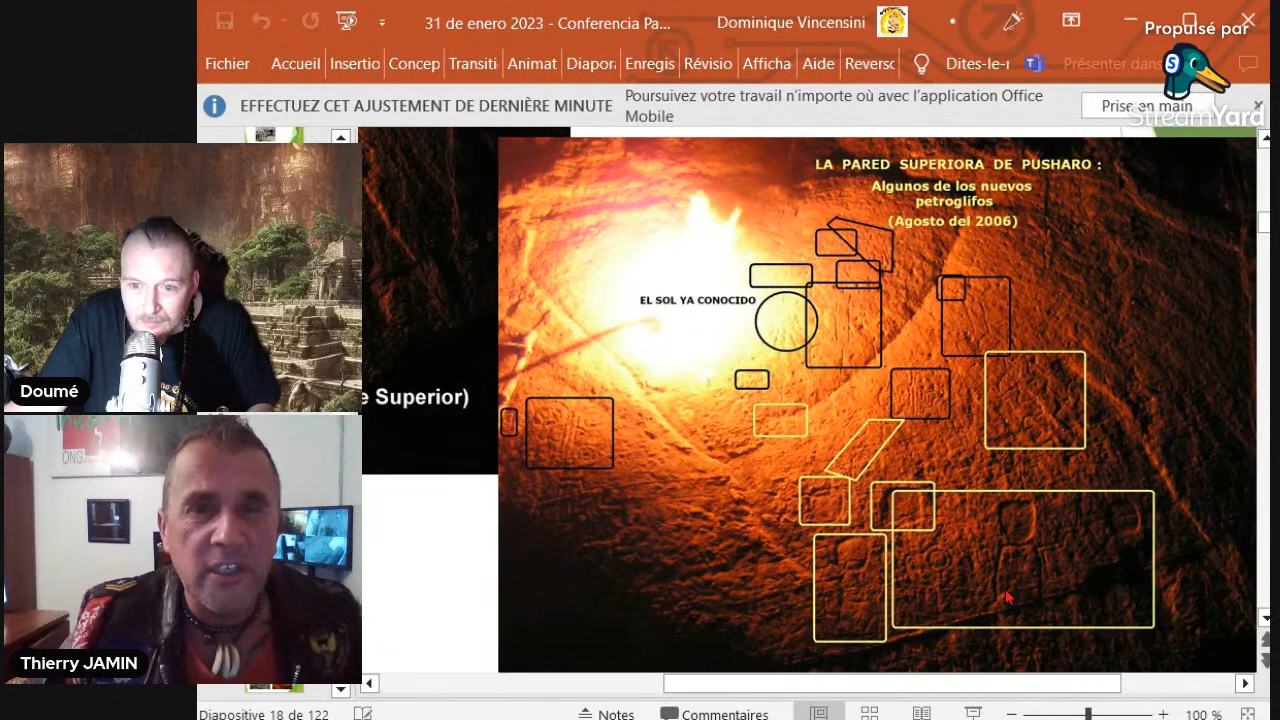 31 de enero 2023 - Conferencia Pa...
Dominique Vincensini
Propulsé par
StreamYard
Fichier
Accueil
Insertio
Concep
Transiti
Animat
Diapor
Enregis
Révisio
Afficha
Aide
Reverso
Dites-le-
Présenter dans
EFFECTUEZ CET AJUSTEMENT DE DERNIÈRE MINUTE
Poursuivez votre travail n'importe où avec l'application Office
Mobile
Prise en main
LA PARED SUPERIORA DE PUSHARO :
Algunos de los nuevos
petroglifos
(Agosto del 2006)
EL SOL YA CONOCIDO
e Superior)
Doumé
ONG
Thierry JAMIN
Diapositive 18 de 122
Notes
Commentaires
100 %